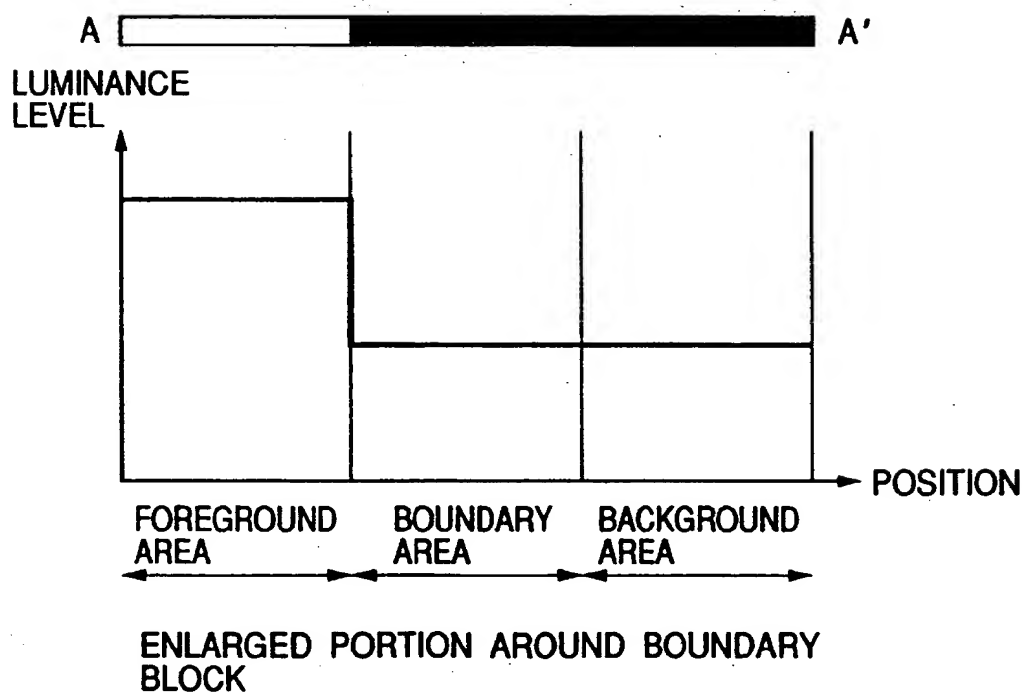 A A'
LUMINANCE
LEVEL
POSITION
FOREGROUND
AREA
BOUNDARY
AREA
BACKGROUND
AREA
ENLARGED PORTION AROUND BOUNDARY
BLOCK